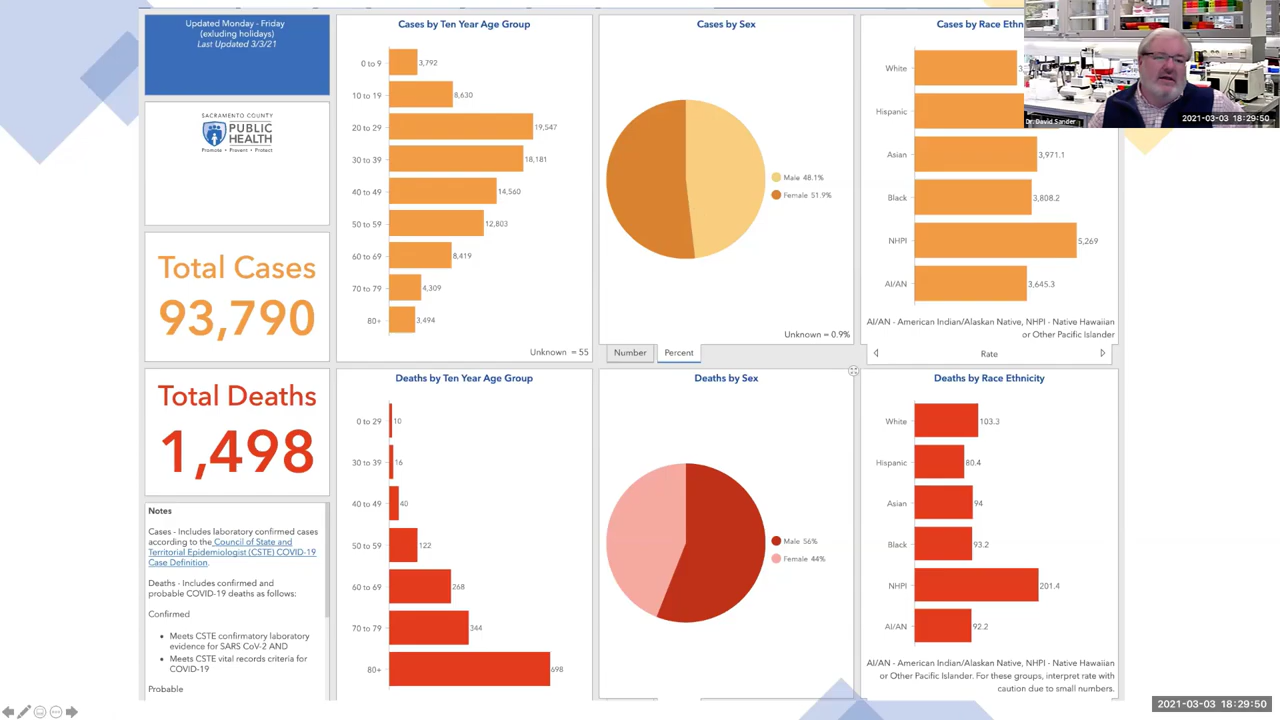 Updated Monday - Friday
(exluding holidays)
Last Updated 3/3/21
SACRAMENTO COUNTY
PUBLIC
HEALTH
Promote • Prevent • Protect
Total Cases
93,790
Total Deaths
1,498
Notes
Cases - Includes laboratory confirmed cases
according to the Council of State and
Territorial Epidemiologist (CSTE) COVID-19
Case Definition.
Deaths - Includes confirmed and
probable COVID-19 deaths as follows:
Confirmed
• Meets CSTE confirmatory laboratory
evidence for SARS CoV-2 AND
• Meets CSTE vital records criteria for
COVID-19
Probable
Cases by Ten Year Age Group
0 to 9 3,792
10 to 19 8,630
20 to 29 19,547
30 to 39 18,181
40 to 49 14,560
50 to 59 12,803
60 to 69 8,419
70 to 79 4,309
80+ 3,494
Unknown = 55
Cases by Sex
Male 48.1%
Female 51.9%
Unknown = 0.9%
Number Percent
Cases by Race Ethn
White 3,
Hispanic
Asian 3,971.1
Black 3,808.2
NHPI 5,269
AI/AN 3,645.3
AI/AN - American Indian/Alaskan Native, NHPI - Native Hawaiian
or Other Pacific Islander
Rate
Deaths by Ten Year Age Group
0 to 29 10
30 to 39 16
40 to 49 40
50 to 59 122
60 to 69 268
70 to 79 344
80+ 698
Deaths by Sex
Male 56%
Female 44%
Deaths by Race Ethnicity
White 103.3
Hispanic 80.4
Asian 94
Black 93.2
NHPI 201.4
AI/AN 92.2
AI/AN - American Indian/Alaskan Native, NHPI - Native Hawaiian
or Other Pacific Islander. For these groups, interpret rate with
caution due to small numbers.
Dr. David Sander
2021-03-03 18:29:50
2021-03-03 18:29:50